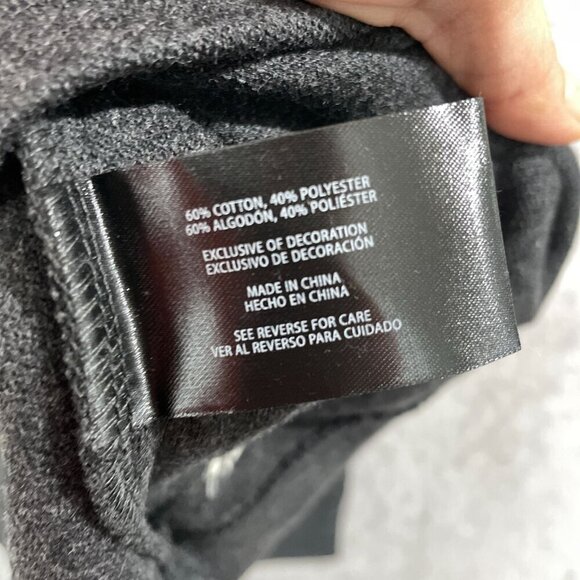 60% COTTON, 40% POLYESTER
60% ALGODÓN, 40% POLIÉSTER
EXCLUSIVE OF DECORATION
EXCLUSIVO DE DECORACIÓN
MADE IN CHINA
HECHO EN CHINA
SEE REVERSE FOR CARE
VER AL REVERSO PARA CUIDADO